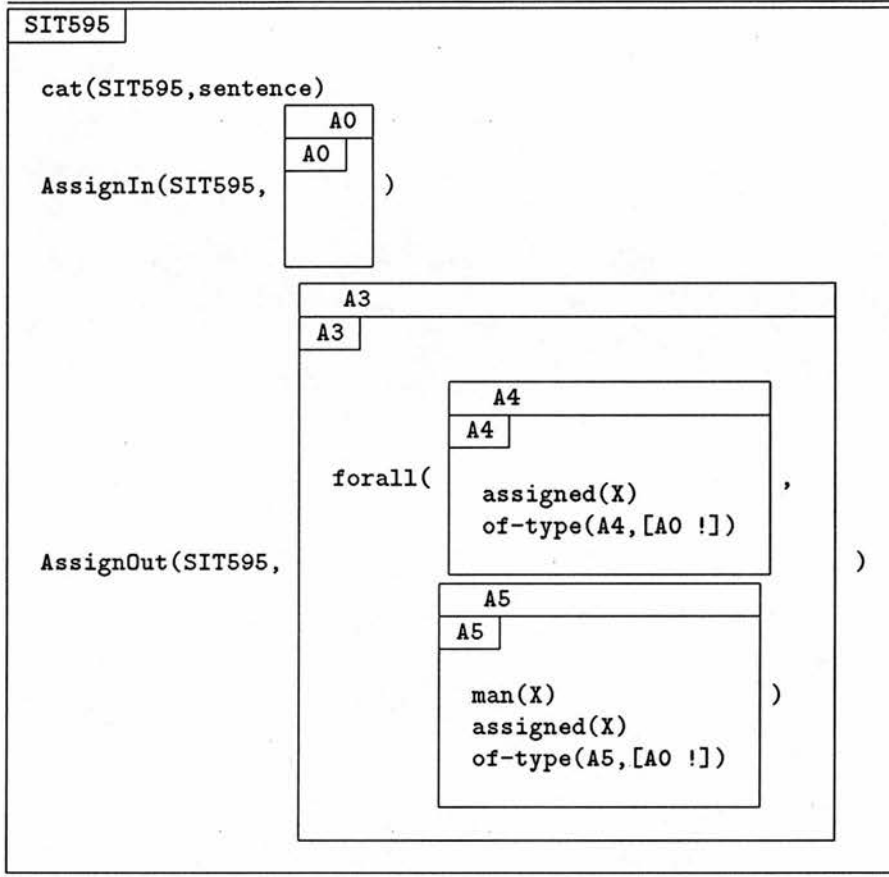 SIT595
cat(SIT595,sentence)
A0
A0
AssignIn(SIT595, )
A3
A3
A4
A4
forall( ,
assigned(X)
of-type(A4,[A0 !])
AssignOut(SIT595, )
A5
A5
man(X) )
assigned(X)
of-type(A5,[A0 !])